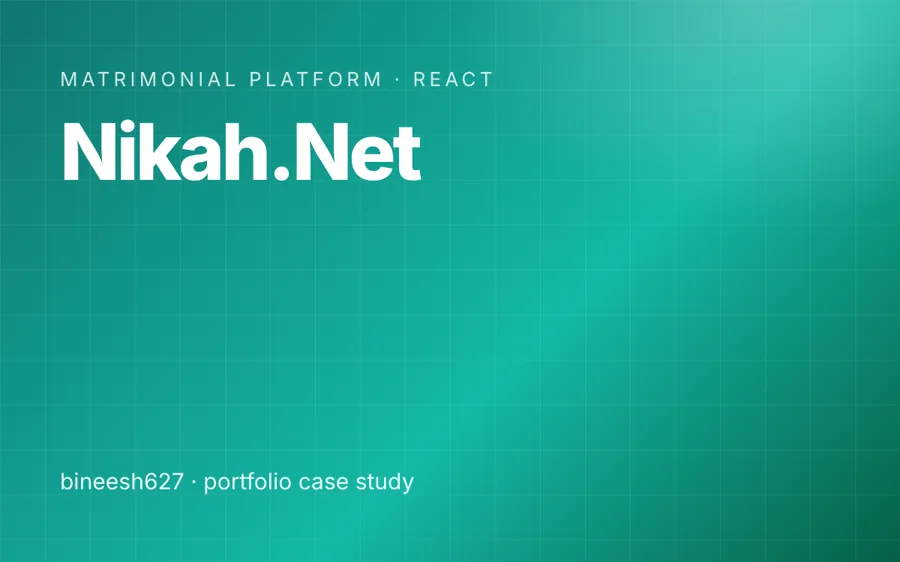 MATRIMONIAL PLATFORM · REACT
Nikah.Net
bineesh627 · portfolio case study